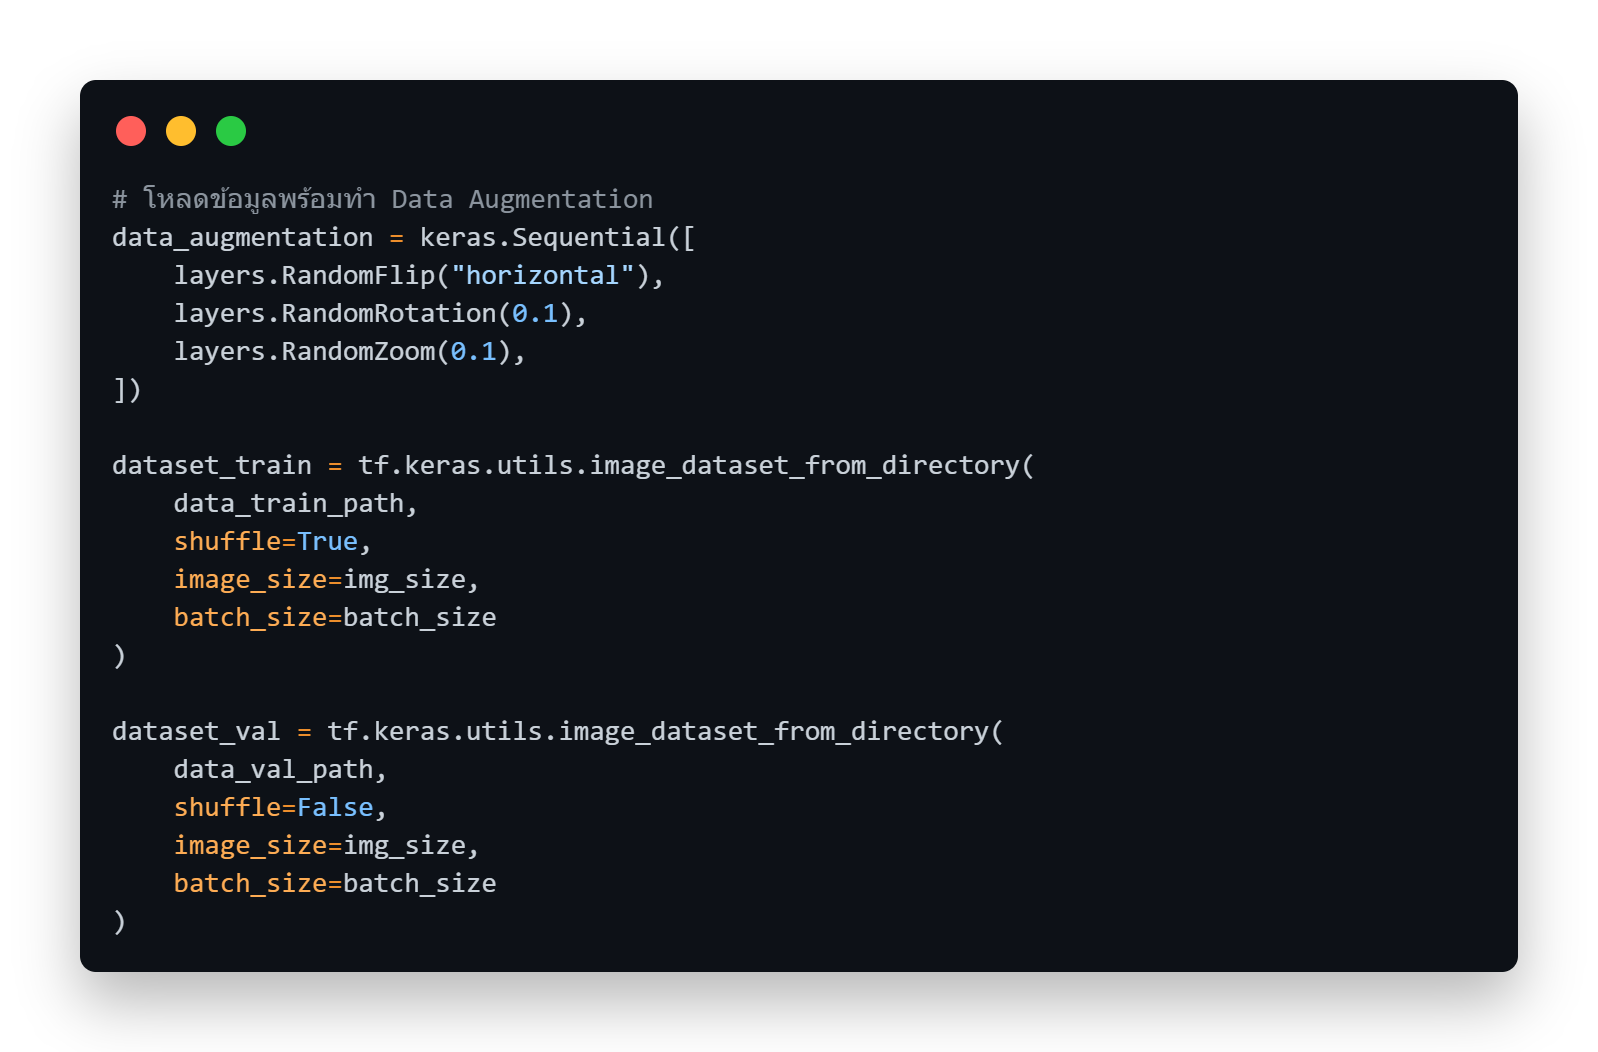 # โหลดข้อมูลพร้อมทำ Data Augmentation
data_augmentation = keras.Sequential([
    layers.RandomFlip("horizontal"),
    layers.RandomRotation(0.1),
    layers.RandomZoom(0.1),
])

dataset_train = tf.keras.utils.image_dataset_from_directory(
    data_train_path,
    shuffle=True,
    image_size=img_size,
    batch_size=batch_size
)

dataset_val = tf.keras.utils.image_dataset_from_directory(
    data_val_path,
    shuffle=False,
    image_size=img_size,
    batch_size=batch_size
)